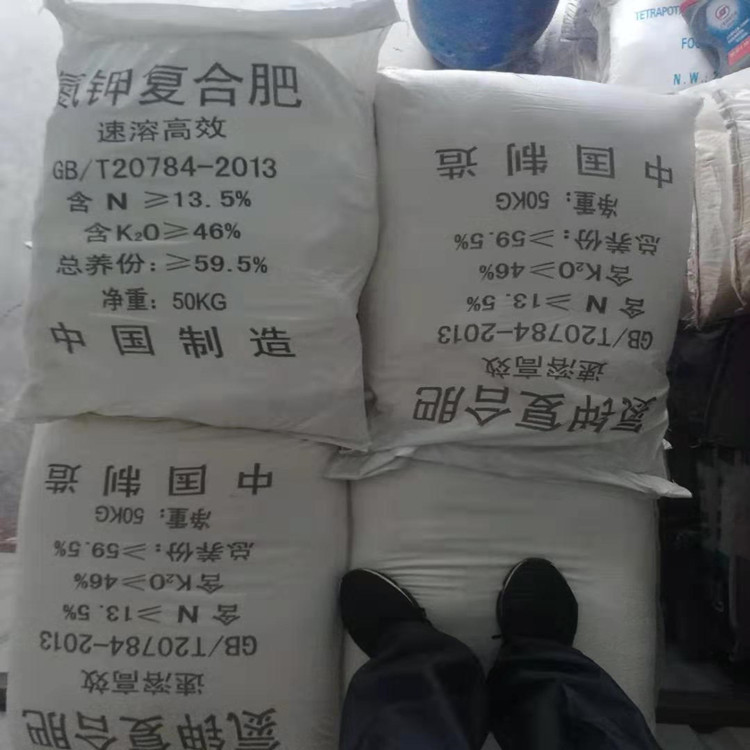 氮钾复合肥
速溶高效
GB/T20784-2013
含 N ≥13.5%
含K₂O≥46%
总养份:≥59.5%
净重: 50KG
中国制造
氮钾复合肥
速溶高效
GB/T20784-2013
含 N ≥13.5%
含K₂O≥46%
总养份:≥59.5%
净重: 50KG
中国制造
氮钾复合肥
速溶高效
GB/T20784-2013
含 N ≥13.5%
含K₂O≥46%
总养份:≥59.5%
净重: 50KG
中国制造
N.W.: